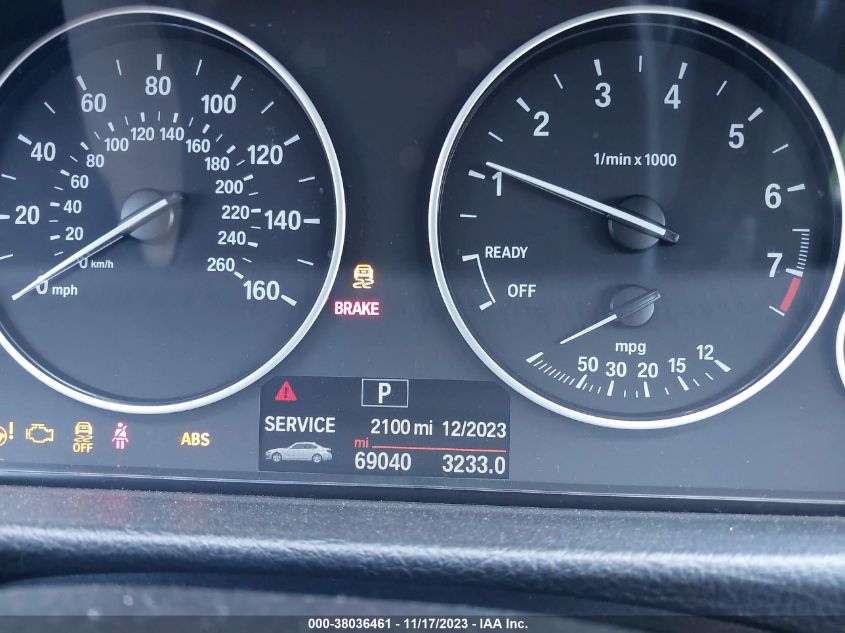 0 mph
20
40
60
80
100
120
140
160
0 km/h
20
40
60
80
100
120
140
160
180
200
220
240
260
1
2
3
4
5
6
7
1/min x 1000
READY
OFF
mpg
50 30 20 15 12
BRAKE
OFF
ABS
P
SERVICE 2100 mi 12/2023
mi
69040 3233.0
000-38036461 - 11/17/2023 - IAA Inc.